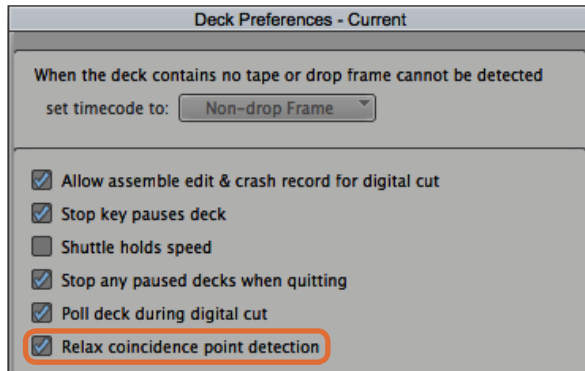 Deck Preferences - Current
When the deck contains no tape or drop frame cannot be detected
set timecode to: Non-drop Frame
Allow assemble edit & crash record for digital cut
Stop key pauses deck
Shuttle holds speed
Stop any paused decks when quitting
Poll deck during digital cut
Relax coincidence point detection